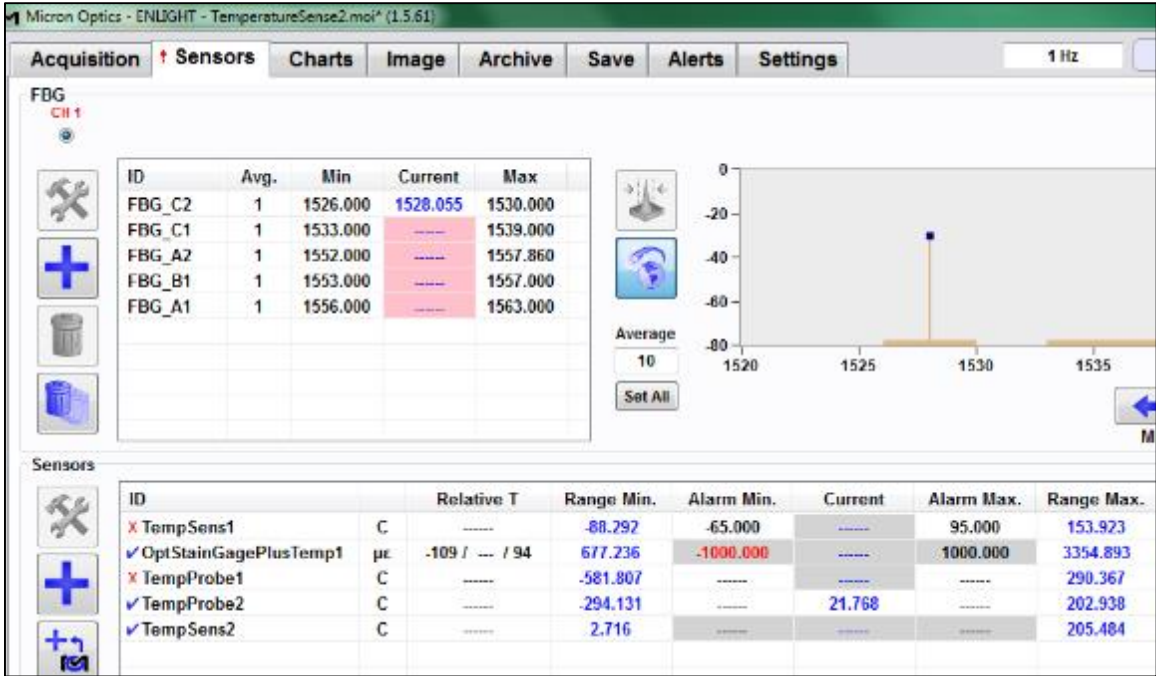 Micron Optics - ENLIGHT - TemperatureSense2.moi* (1.5.61)
Acquisition Sensors Charts Image Archive Save Alerts Settings 1 Hz
FBG
CH 1
ID Avg. Min Current Max
FBG_C2 1 1526.000 1528.055 1530.000
FBG_C1 1 1533.000 ------ 1539.000
FBG_A2 1 1552.000 ------ 1557.860
FBG_B1 1 1553.000 ------ 1557.000
FBG_A1 1 1556.000 ------ 1563.000
0
-20
-40
-60
-80
1520 1525 1530 1535
Average
10
Set All
M
Sensors
ID Relative T Range Min. Alarm Min. Current Alarm Max. Range Max.
X TempSens1 C ------ -88.292 -65.000 ------ 95.000 153.923
✓ OptStainGagePlusTemp1 με -109 / --- / 94 677.236 -1000.000 ------ 1000.000 3354.893
X TempProbe1 C ------ -581.807 ------ ------ ------ 290.367
✓ TempProbe2 C ------ -294.131 ------ 21.768 ------ 202.938
✓ TempSens2 C ------ 2.716 ------ ------ ------ 205.484